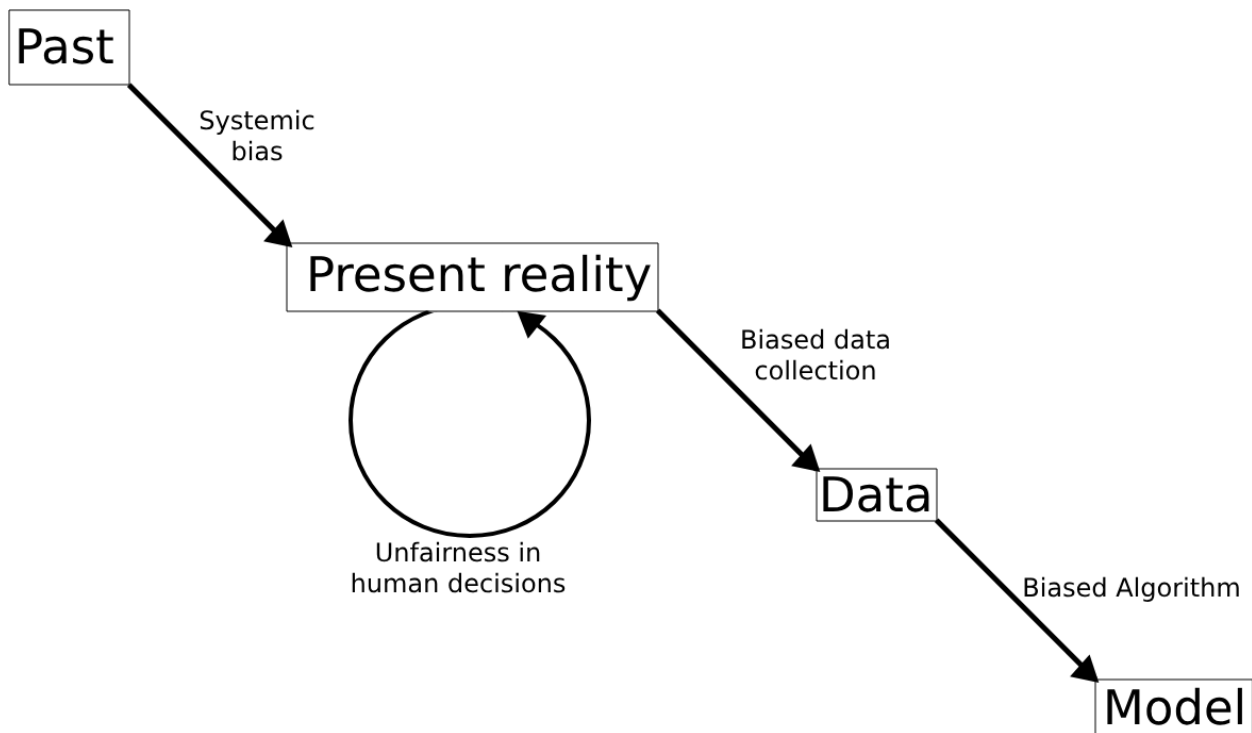 Past
Systemic
bias
Present reality
Biased data
collection
Data
Unfairness in
human decisions
Biased Algorithm
Model